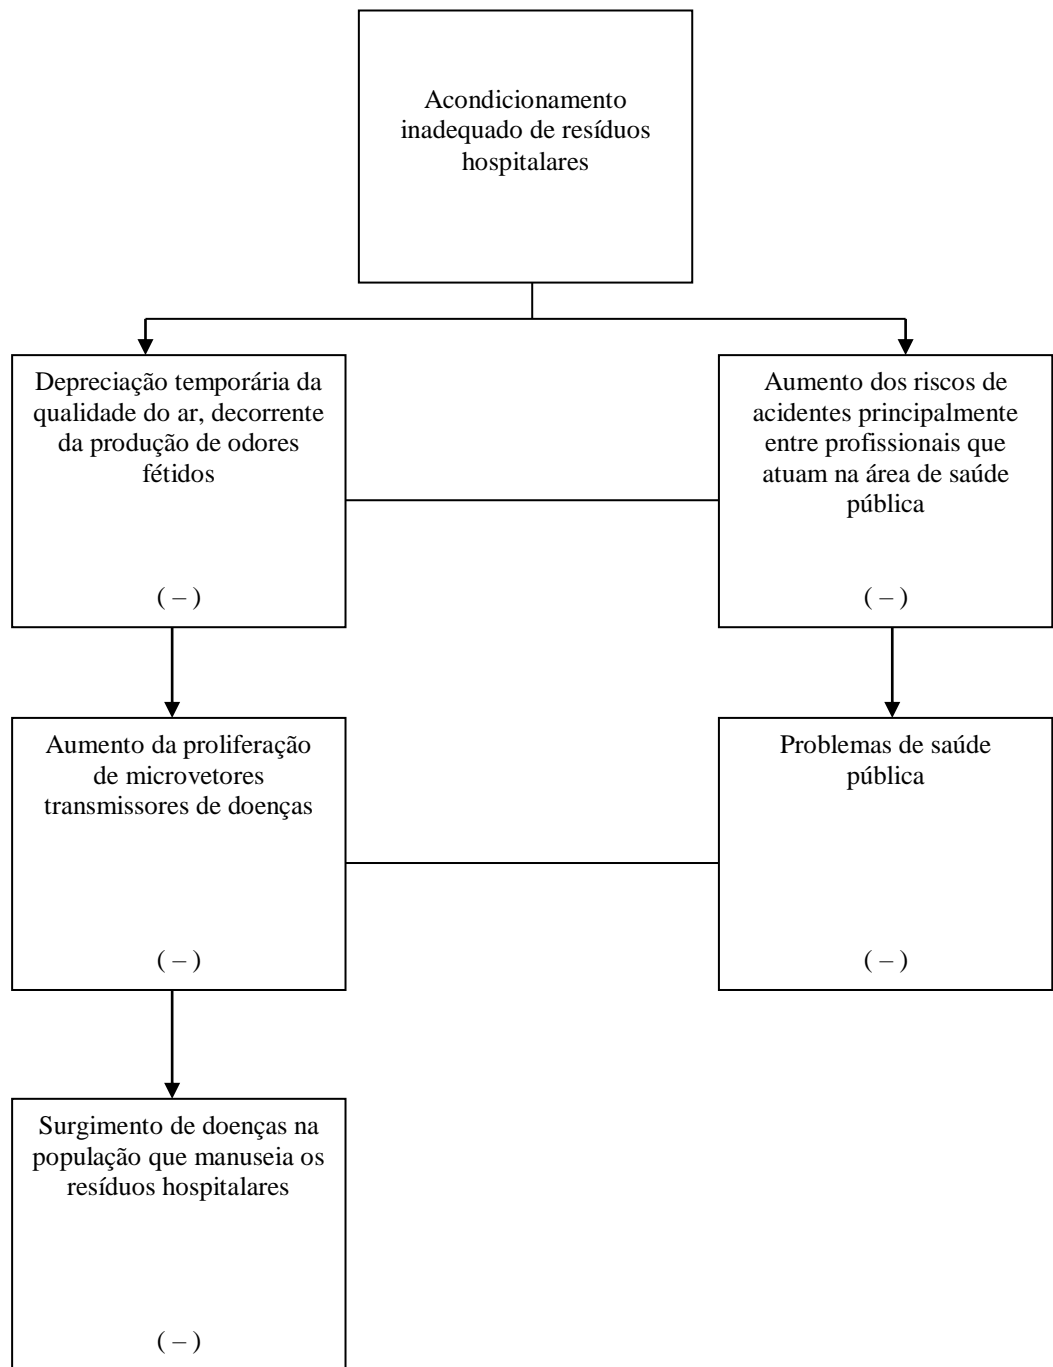 Acondicionamento
inadequado de resíduos
hospitalares
Depreciação temporária da
qualidade do ar, decorrente
da produção de odores
fétidos
( – )
Aumento dos riscos de
acidentes principalmente
entre profissionais que
atuam na área de saúde
pública
( – )
Aumento da proliferação
de microvetores
transmissores de doenças
( – )
Problemas de saúde
pública
( – )
Surgimento de doenças na
população que manuseia os
resíduos hospitalares
( – )